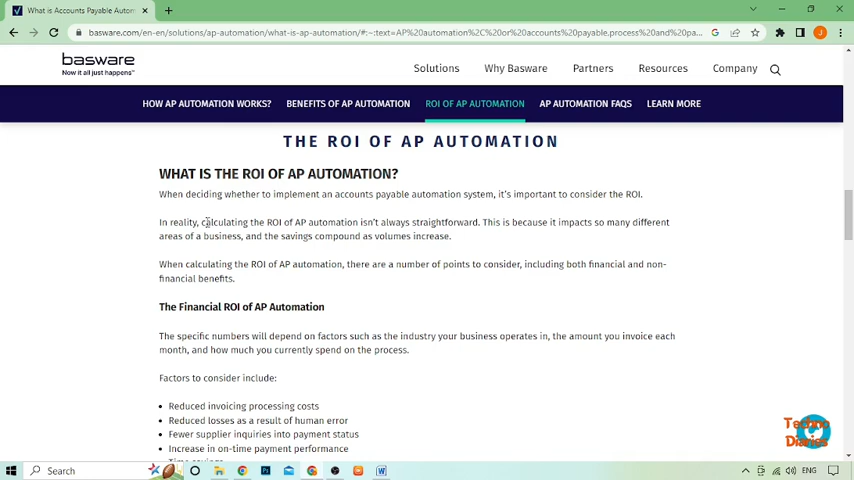 What is Accounts Payable Autom
basware.com/en-en/solutions/ap-automation/what-is-ap-automation/#:~:text=AP%20automation%2C%20or%20accounts%20payable,process%20and%20pa...
basware
Now it all just happens™
Solutions
Why Basware
Partners
Resources
Company
HOW AP AUTOMATION WORKS?
BENEFITS OF AP AUTOMATION
ROI OF AP AUTOMATION
AP AUTOMATION FAQS
LEARN MORE
THE ROI OF AP AUTOMATION
WHAT IS THE ROI OF AP AUTOMATION?
When deciding whether to implement an accounts payable automation system, it's important to consider the ROI.
In reality, calculating the ROI of AP automation isn't always straightforward. This is because it impacts so many different
areas of a business, and the savings compound as volumes increase.
When calculating the ROI of AP automation, there are a number of points to consider, including both financial and non-
financial benefits.
The Financial ROI of AP Automation
The specific numbers will depend on factors such as the industry your business operates in, the amount you invoice each
month, and how much you currently spend on the process.
Factors to consider include:
• Reduced invoicing processing costs
• Reduced losses as a result of human error
• Fewer supplier inquiries into payment status
• Increase in on-time payment performance
• Time savings
Techno
Diaries
Search
ENG